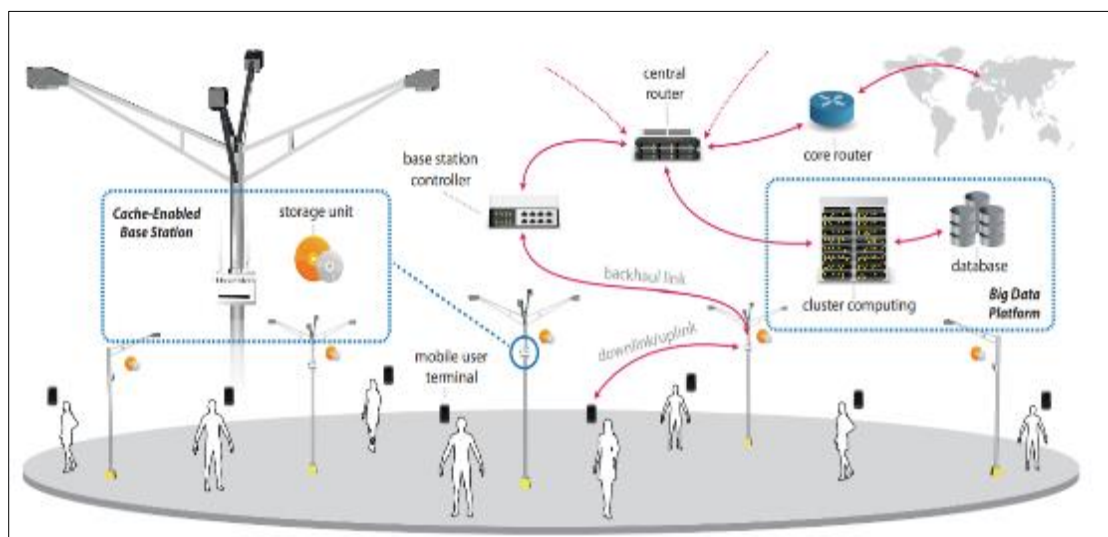 central
router
core router
base station
controller
Cache-Enabled
Base Station
storage unit
backhaul link
database
cluster computing
Big Data
Platform
downlink/uplink
mobile user
terminal